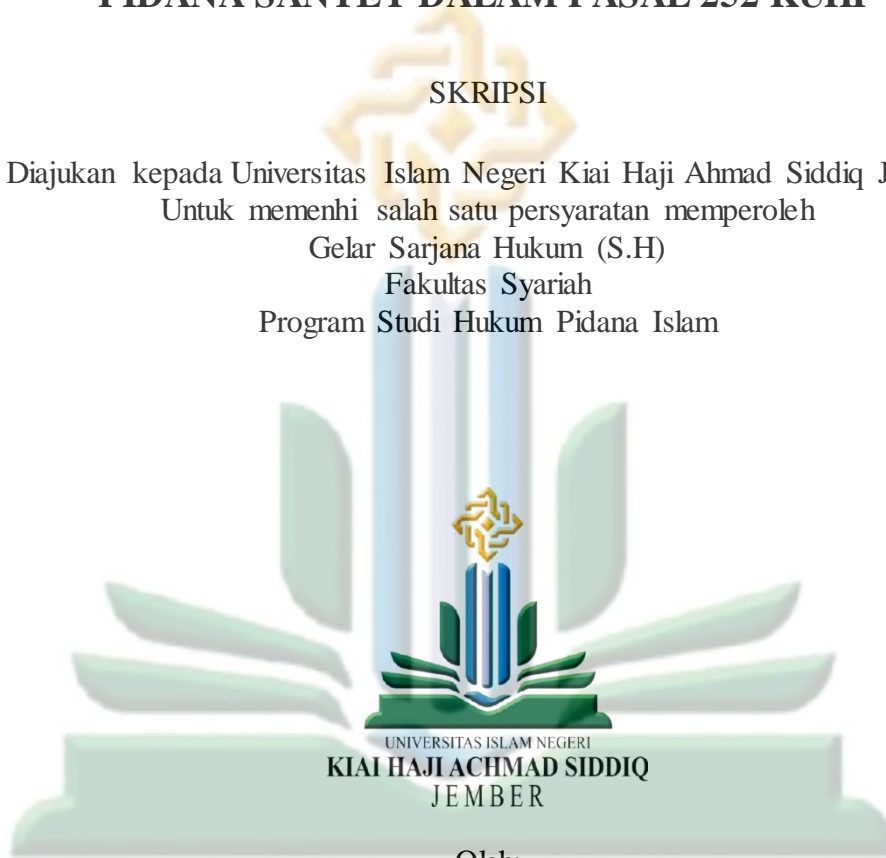 PIDANA SANTET DALAM PASAL 252 KUHP
SKRIPSI
Diajukan kepada Universitas Islam Negeri Kiai Haji Ahmad Siddiq J
Untuk memenhi salah satu persyaratan memperoleh
Gelar Sarjana Hukum (S.H)
Fakultas Syariah
Program Studi Hukum Pidana Islam
UNIVERSITAS ISLAM NEGERI
KIAI HAJI ACHMAD SIDDIQ
JEMBER
Oleh: